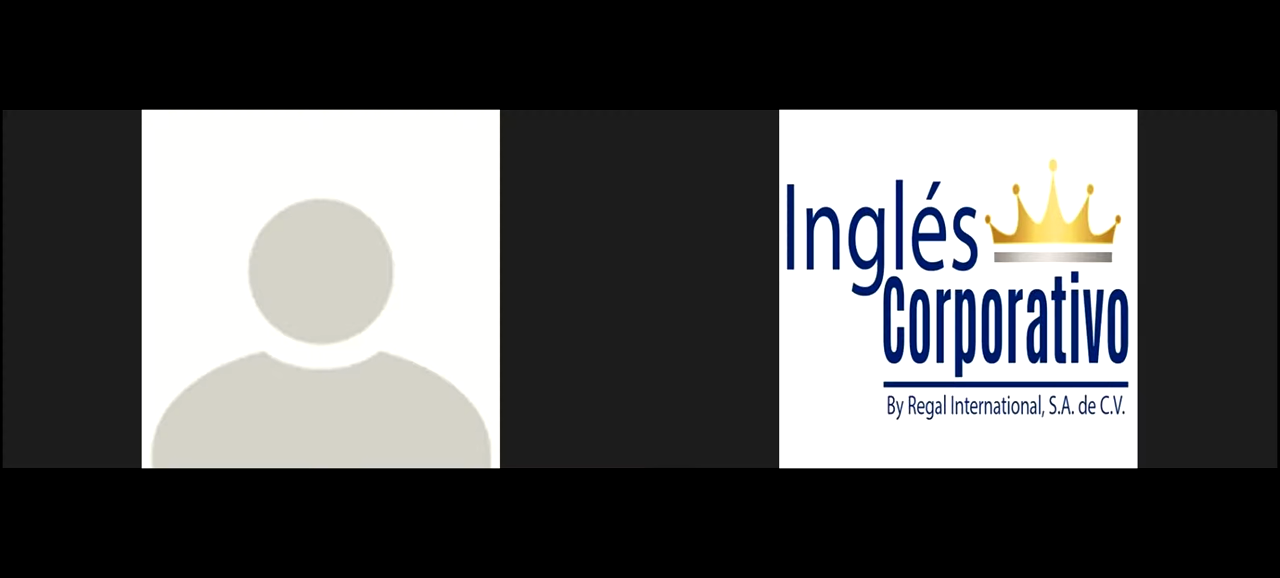 Inglés
Corporativo
By Regal International, S.A. de C.V.